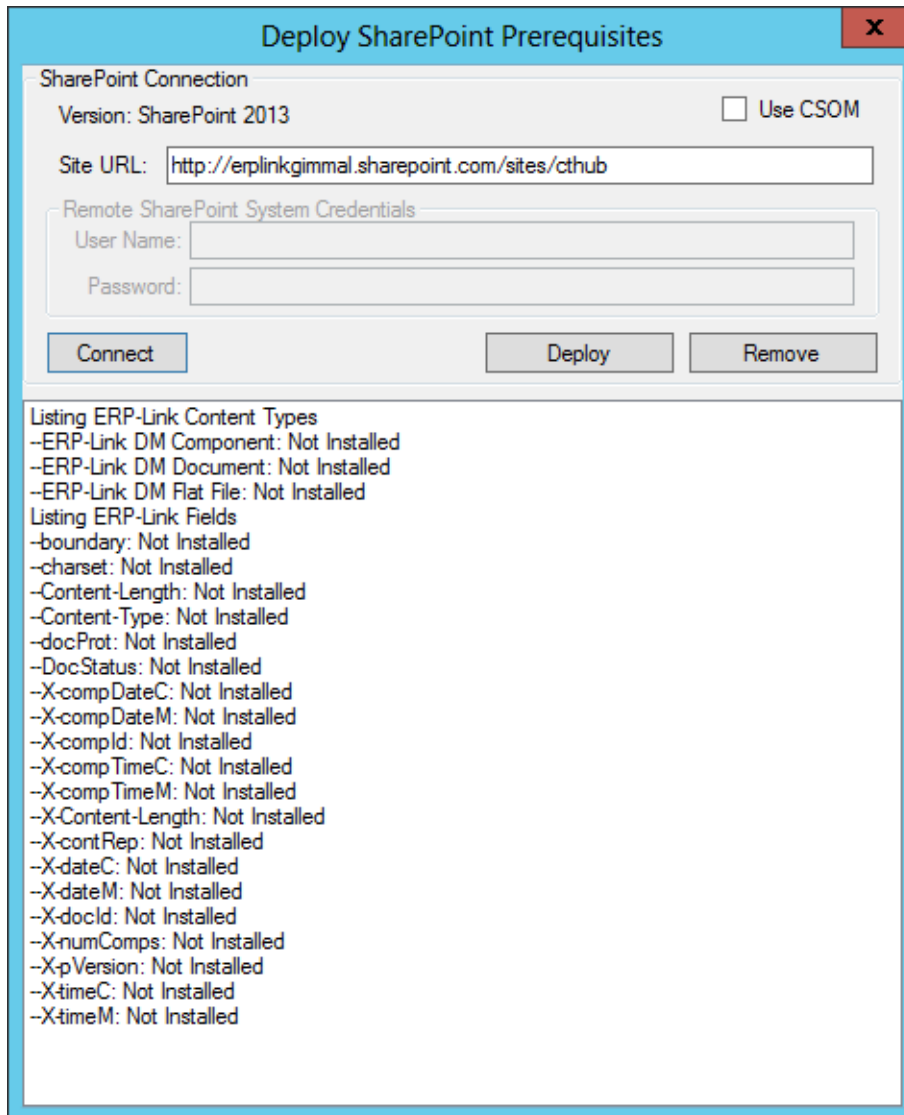 Deploy SharePoint Prerequisites
x
SharePoint Connection
Version: SharePoint 2013
Use CSOM
Site URL: http://erplinkgimmal.sharepoint.com/sites/cthub
Remote SharePoint System Credentials
User Name:
Password:
Connect Deploy Remove
Listing ERP-Link Content Types
--ERP-Link DM Component: Not Installed
--ERP-Link DM Document: Not Installed
--ERP-Link DM Flat File: Not Installed
Listing ERP-Link Fields
--boundary: Not Installed
--charset: Not Installed
--Content-Length: Not Installed
--Content-Type: Not Installed
--docProt: Not Installed
--DocStatus: Not Installed
--X-compDateC: Not Installed
--X-compDateM: Not Installed
--X-compId: Not Installed
--X-compTimeC: Not Installed
--X-compTimeM: Not Installed
--X-Content-Length: Not Installed
--X-contRep: Not Installed
--X-dateC: Not Installed
--X-dateM: Not Installed
--X-docId: Not Installed
--X-numComps: Not Installed
--X-pVersion: Not Installed
--X-timeC: Not Installed
--X-timeM: Not Installed